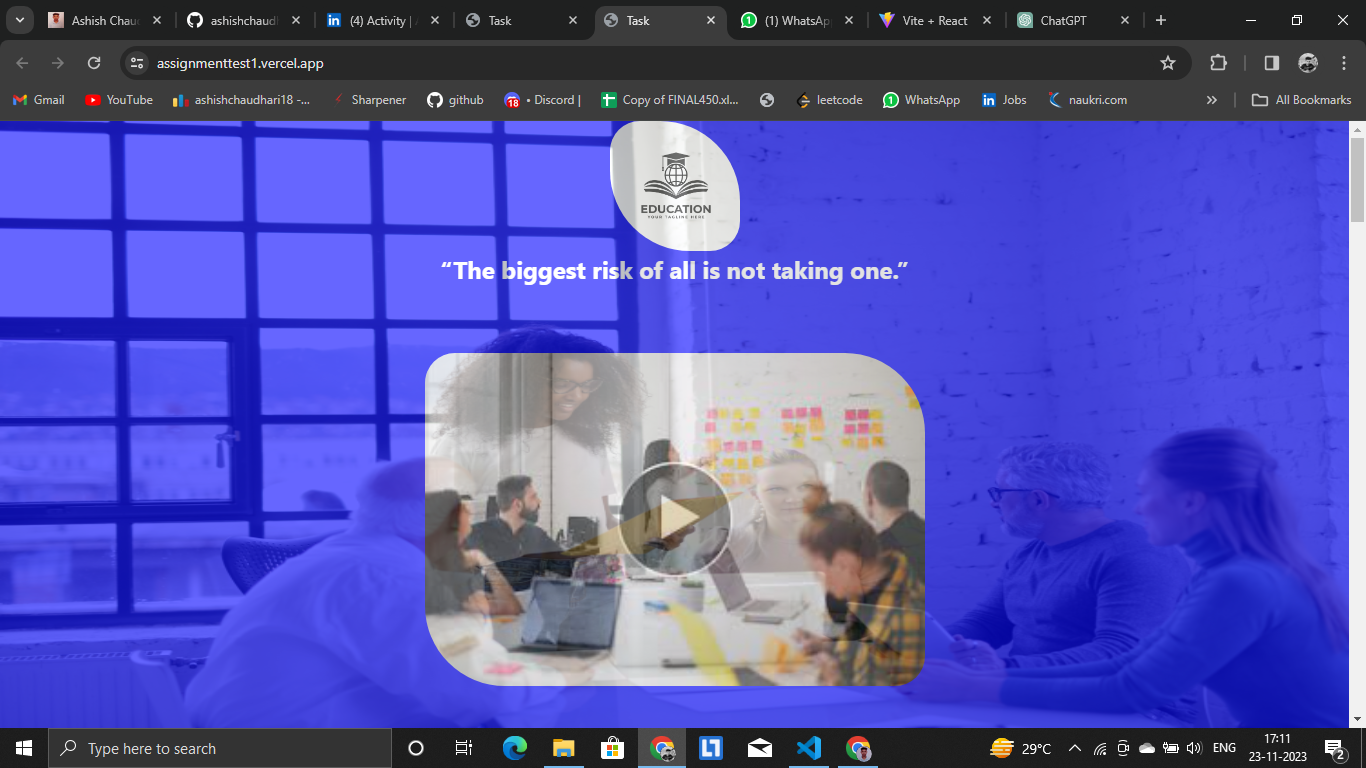 Ashish Chau
ashishchaudl
(4) Activity |
Task
Task
(1) WhatsApp
Vite + React
ChatGPT
assignmenttest1.vercel.app
Gmail
YouTube
ashishchaudhari18 -...
Sharpener
github
18
• Discord |
Copy of FINAL450.xl...
leetcode
WhatsApp
Jobs
naukri.com
»
All Bookmarks
EDUCATION
YOUR TAGLINE HERE
“The biggest risk of all is not taking one.”
Type here to search
29°C
ENG
17:11
23-11-2023
2